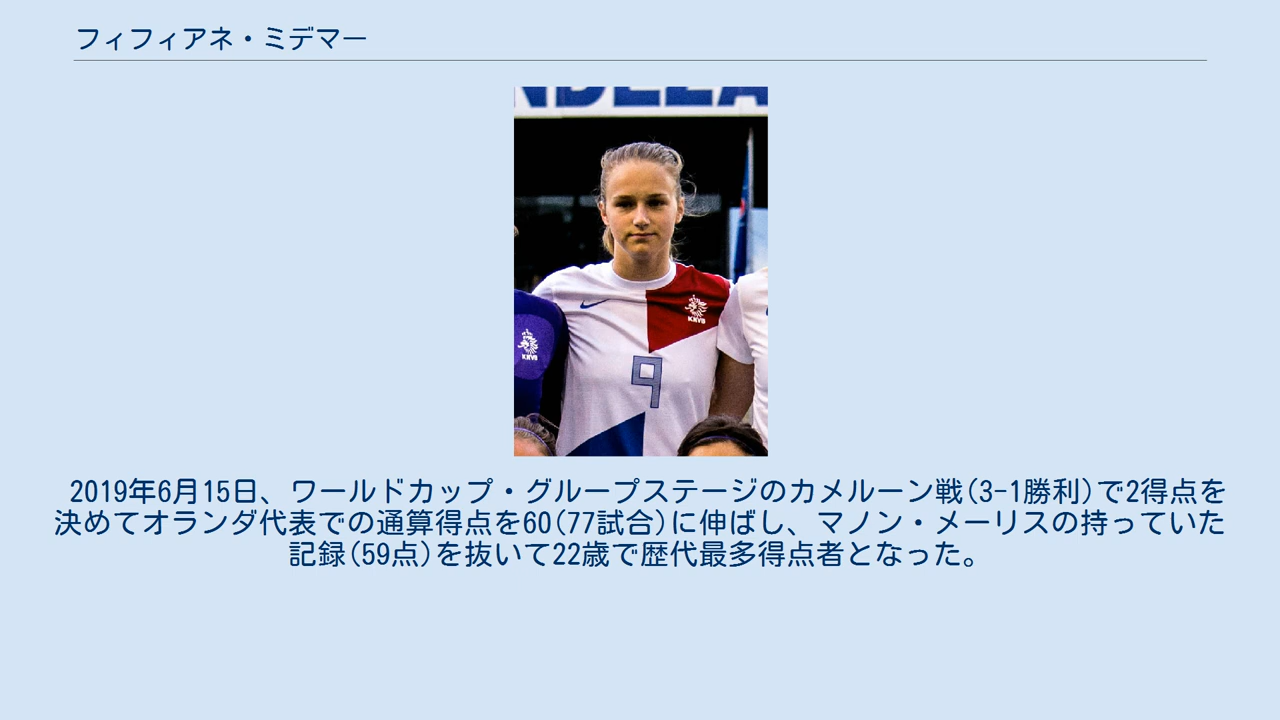 フィフィアネ・ミデマー
NDELLA
KNVB
KNVB
9
2019年6月15日、ワールドカップ・グループステージのカメルーン戦(3-1勝利)で2得点を
決めてオランダ代表での通算得点を60(77試合)に伸ばし、マノン・メーリスの持っていた
記録(59点)を抜いて22歳で歴代最多得点者となった。